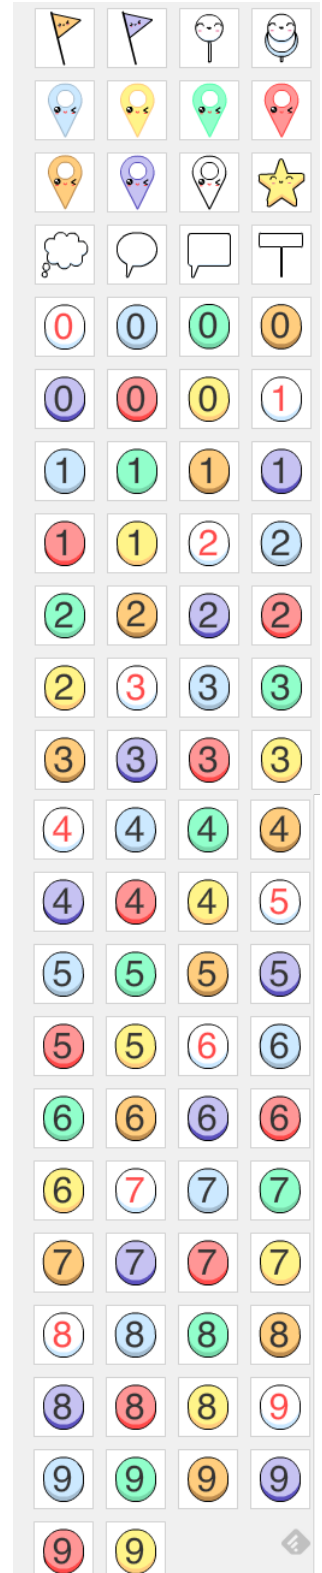 0 0 0 0
0 0 0 1
1 1 1 1
1 1 2 2
2 2 2 2
2 3 3 3
3 3 3 3
4 4 4 4
4 4 4 5
5 5 5 5
5 5 6 6
6 6 6 6
6 7 7 7
7 7 7 7
8 8 8 8
8 8 8 9
9 9 9 9
9 9